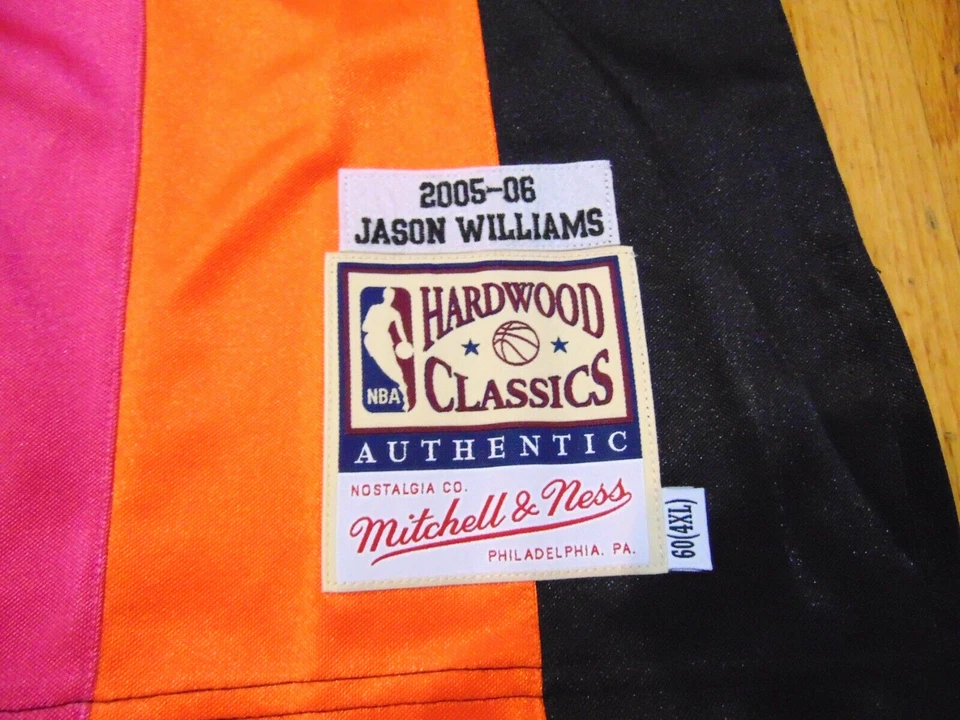 2005-06
JASON WILLIAMS
HARDWOOD
NBA
CLASSICS
AUTHENTIC
NOSTALGIA CO.
Mitchell & Ness
PHILADELPHIA, PA.
60(4XL)